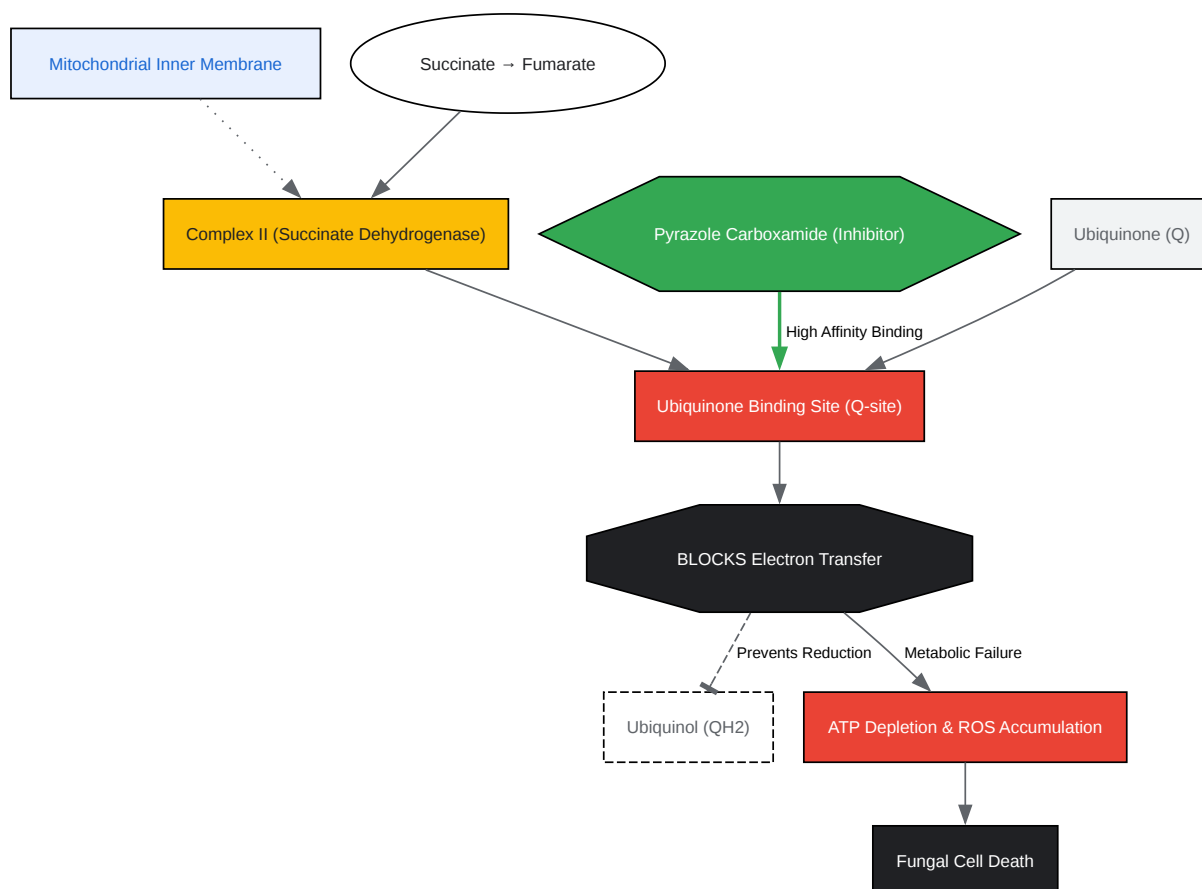 Mitochondrial Inner Membrane
Succinate → Fumarate
Complex II (Succinate Dehydrogenase)
Pyrazole Carboxamide (Inhibitor)
Ubiquinone (Q)
High Affinity Binding
Ubiquinone Binding Site (Q-site)
BLOCKS Electron Transfer
Prevents Reduction
Metabolic Failure
Ubiquinol (QH2)
ATP Depletion & ROS Accumulation
Fungal Cell Death